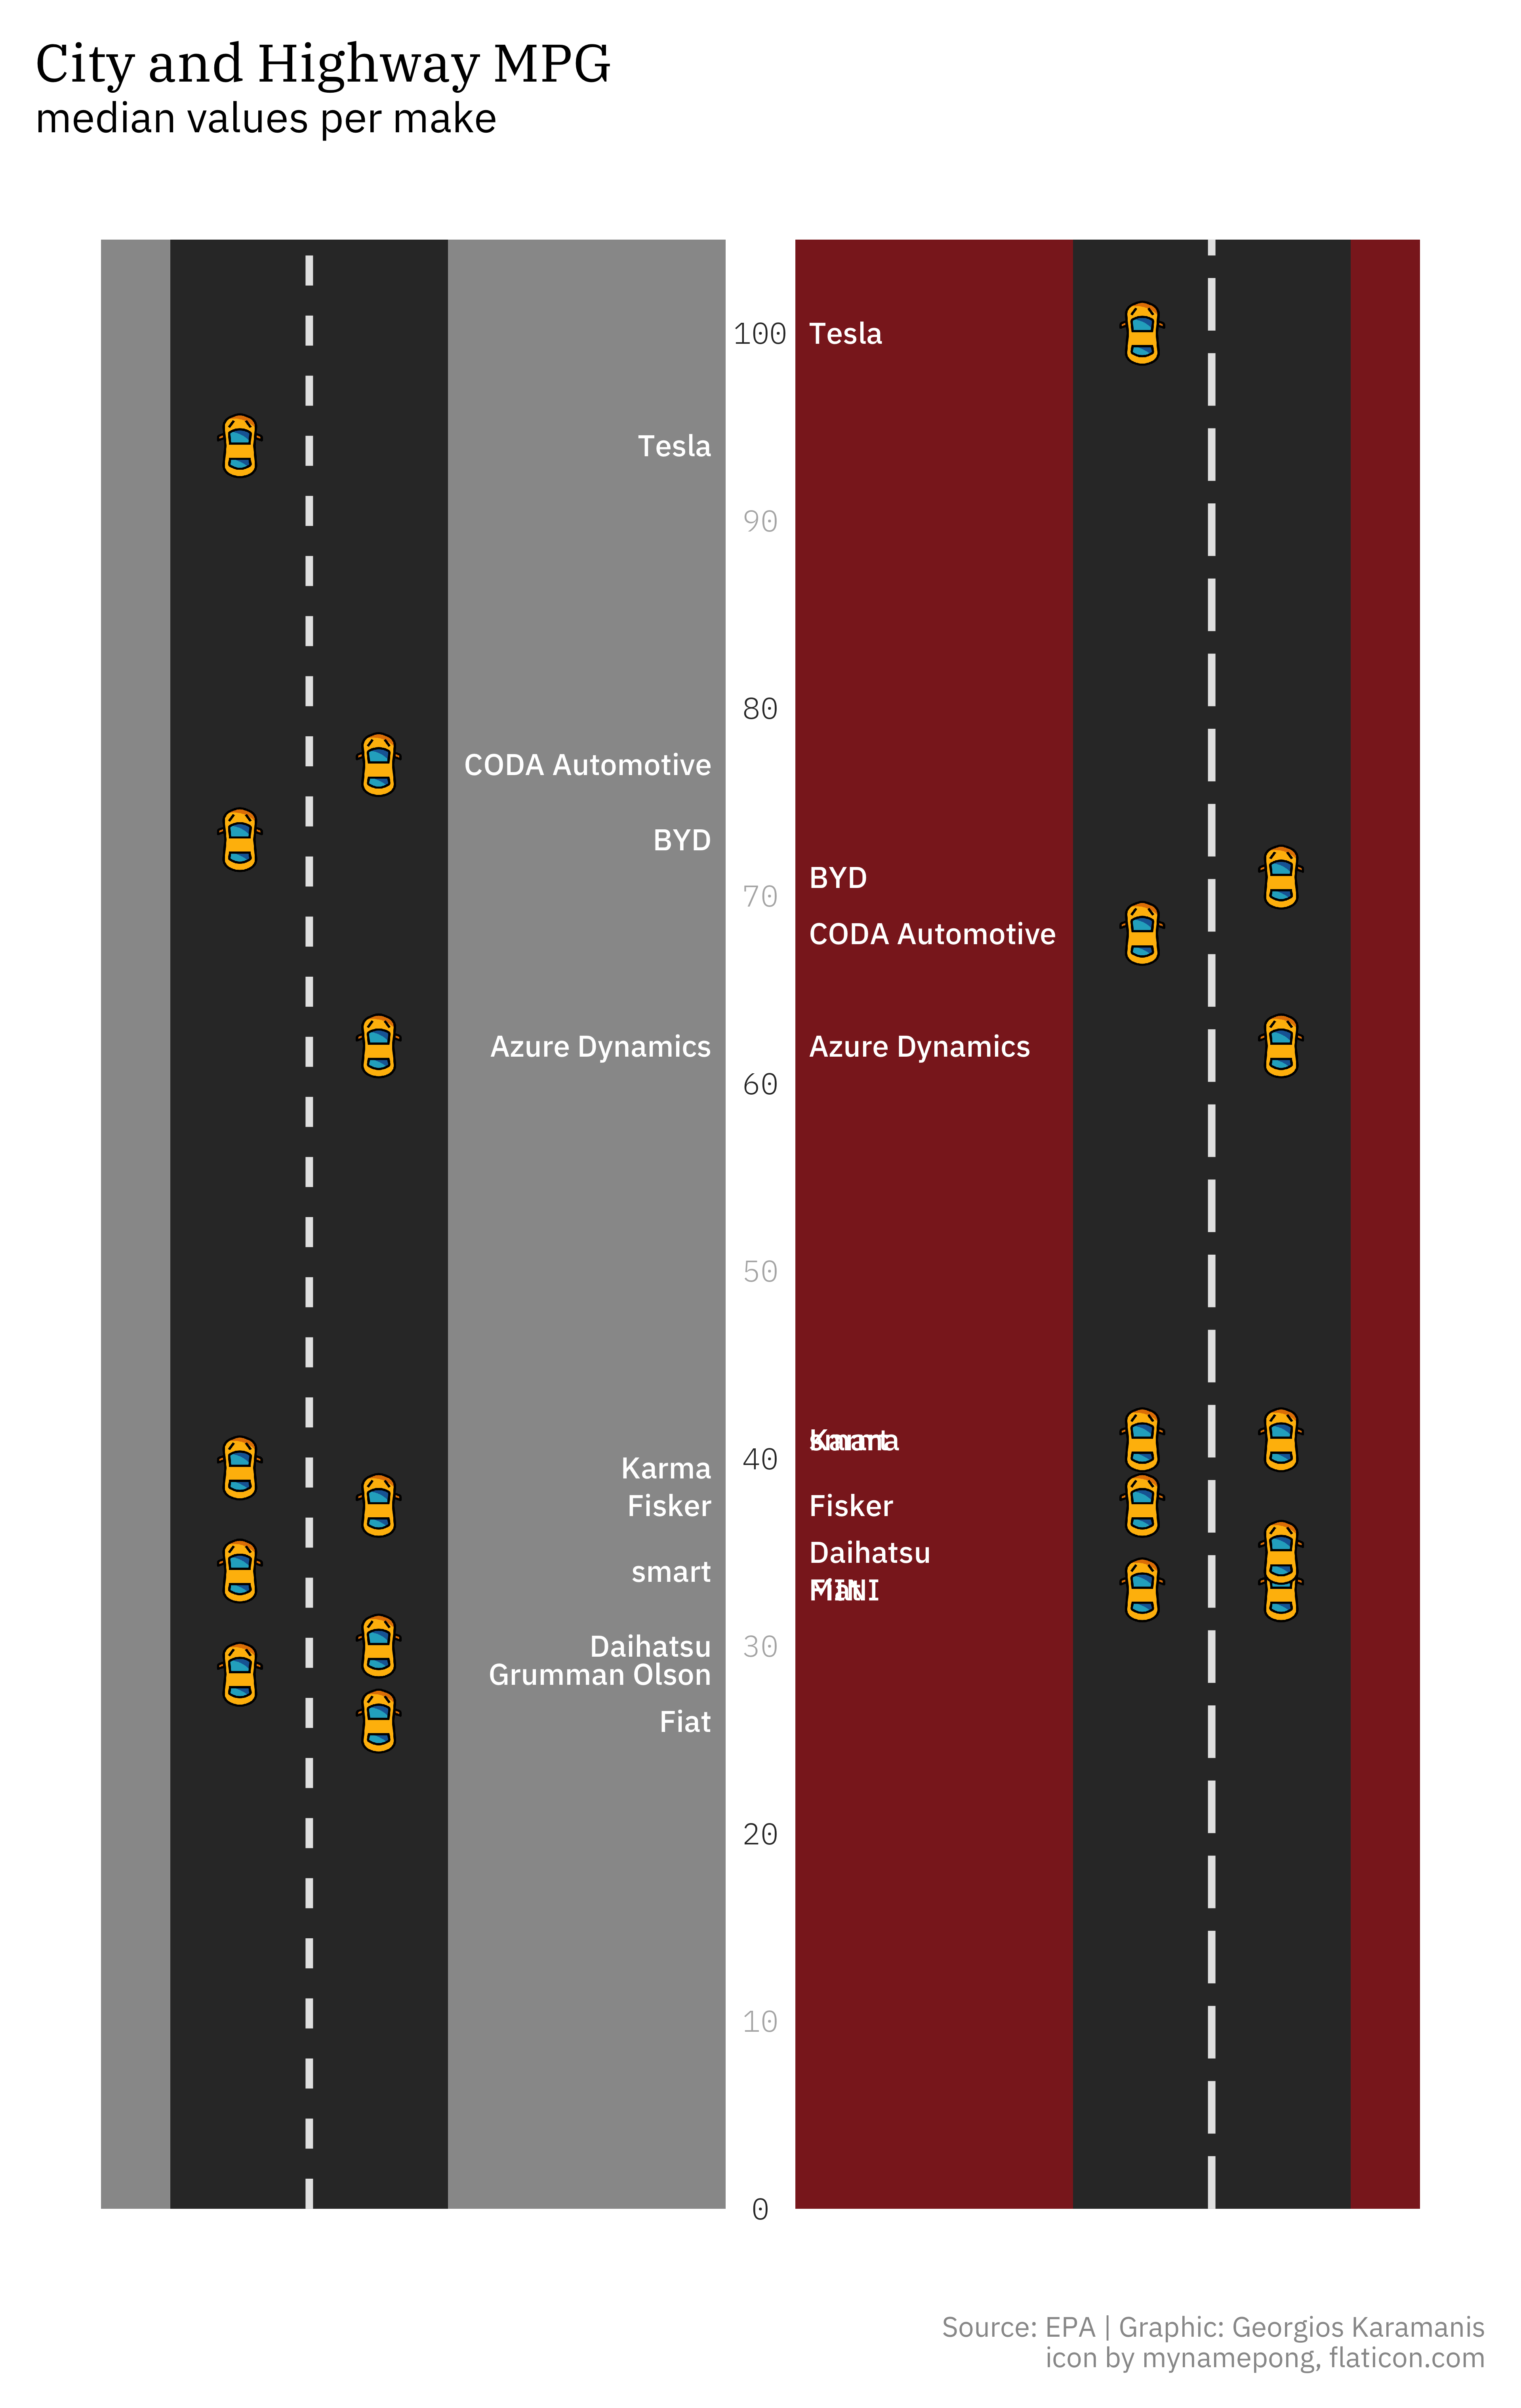 City and Highway MPG
median values per make
Tesla
CODA Automotive
BYD
Azure Dynamics
Karma
Fisker
smart
Daihatsu
Grumman Olson
Fiat
100
90
80
70
60
50
40
30
20
10
0
Tesla
BYD
CODA Automotive
Azure Dynamics
Karma
smart
Fisker
Daihatsu
Fiat
MINI
Source: EPA | Graphic: Georgios Karamanis
icon by mynamepong, flaticon.com